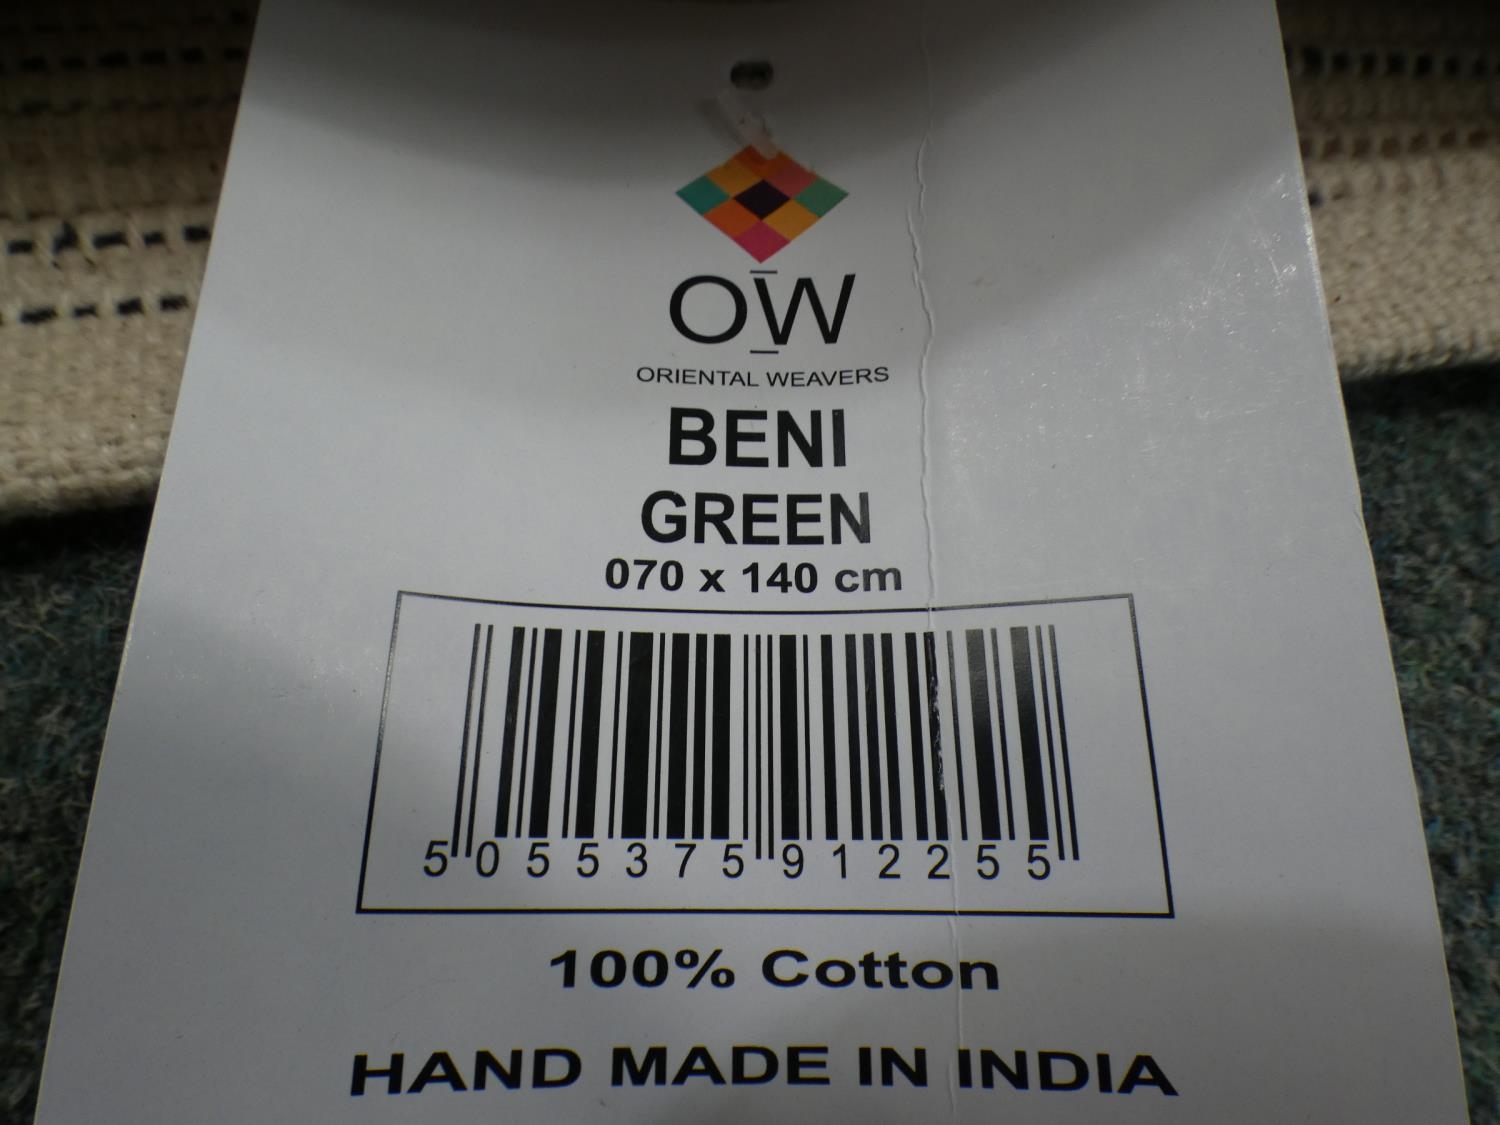 OW
ORIENTAL WEAVERS
BENI
GREEN
070 x 140 cm
5 055375 912255
100% Cotton
HAND MADE IN INDIA